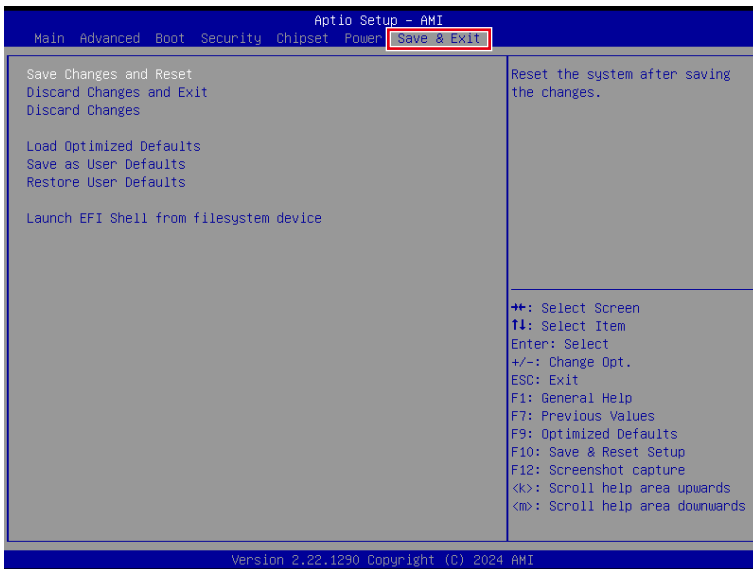 Aptio Setup – AMI
Main Advanced Boot Security Chipset Power Save & Exit
Save Changes and Reset
Discard Changes and Exit
Discard Changes
Load Optimized Defaults
Save as User Defaults
Restore User Defaults
Launch EFI Shell from filesystem device
Reset the system after saving
the changes.
→←: Select Screen
↑↓: Select Item
Enter: Select
+/-: Change Opt.
ESC: Exit
F1: General Help
F7: Previous Values
F9: Optimized Defaults
F10: Save & Reset Setup
F12: Screenshot capture
<k>: Scroll help area upwards
<m>: Scroll help area downwards
Version 2.22.1290 Copyright (C) 2024 AMI